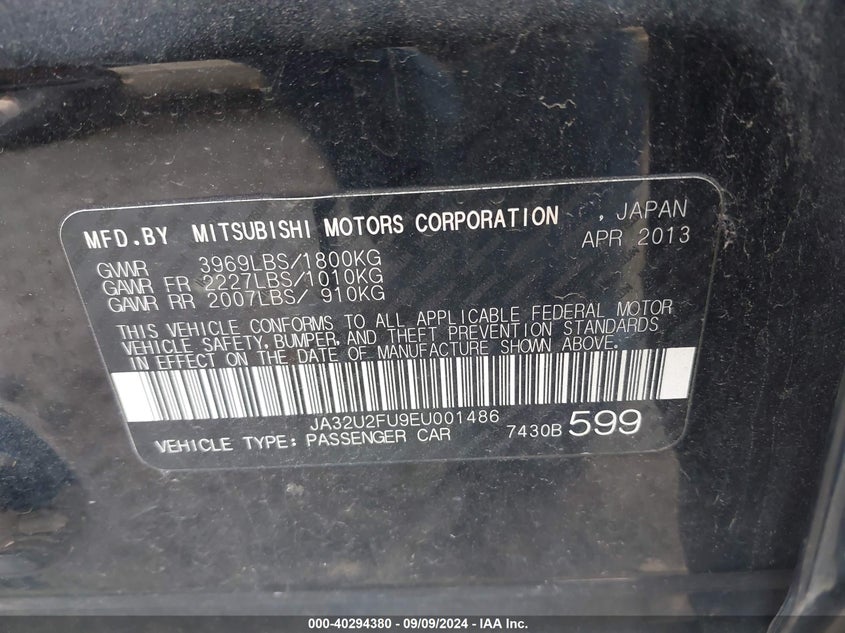 MFD.BY MITSUBISHI MOTORS CORPORATION , JAPAN
APR 2013
GVWR 3969LBS/1800KG
GAWR FR 2227LBS/1010KG
GAWR RR 2007LBS/ 910KG
THIS VEHICLE CONFORMS TO ALL APPLICABLE FEDERAL MOTOR
VEHICLE SAFETY, BUMPER, AND THEFT PREVENTION STANDARDS
IN EFFECT ON THE DATE OF MANUFACTURE SHOWN ABOVE.
JA32U2FU9EU001486
VEHICLE TYPE: PASSENGER CAR 7430B 599
000-40294380 - 09/09/2024 - IAA Inc.